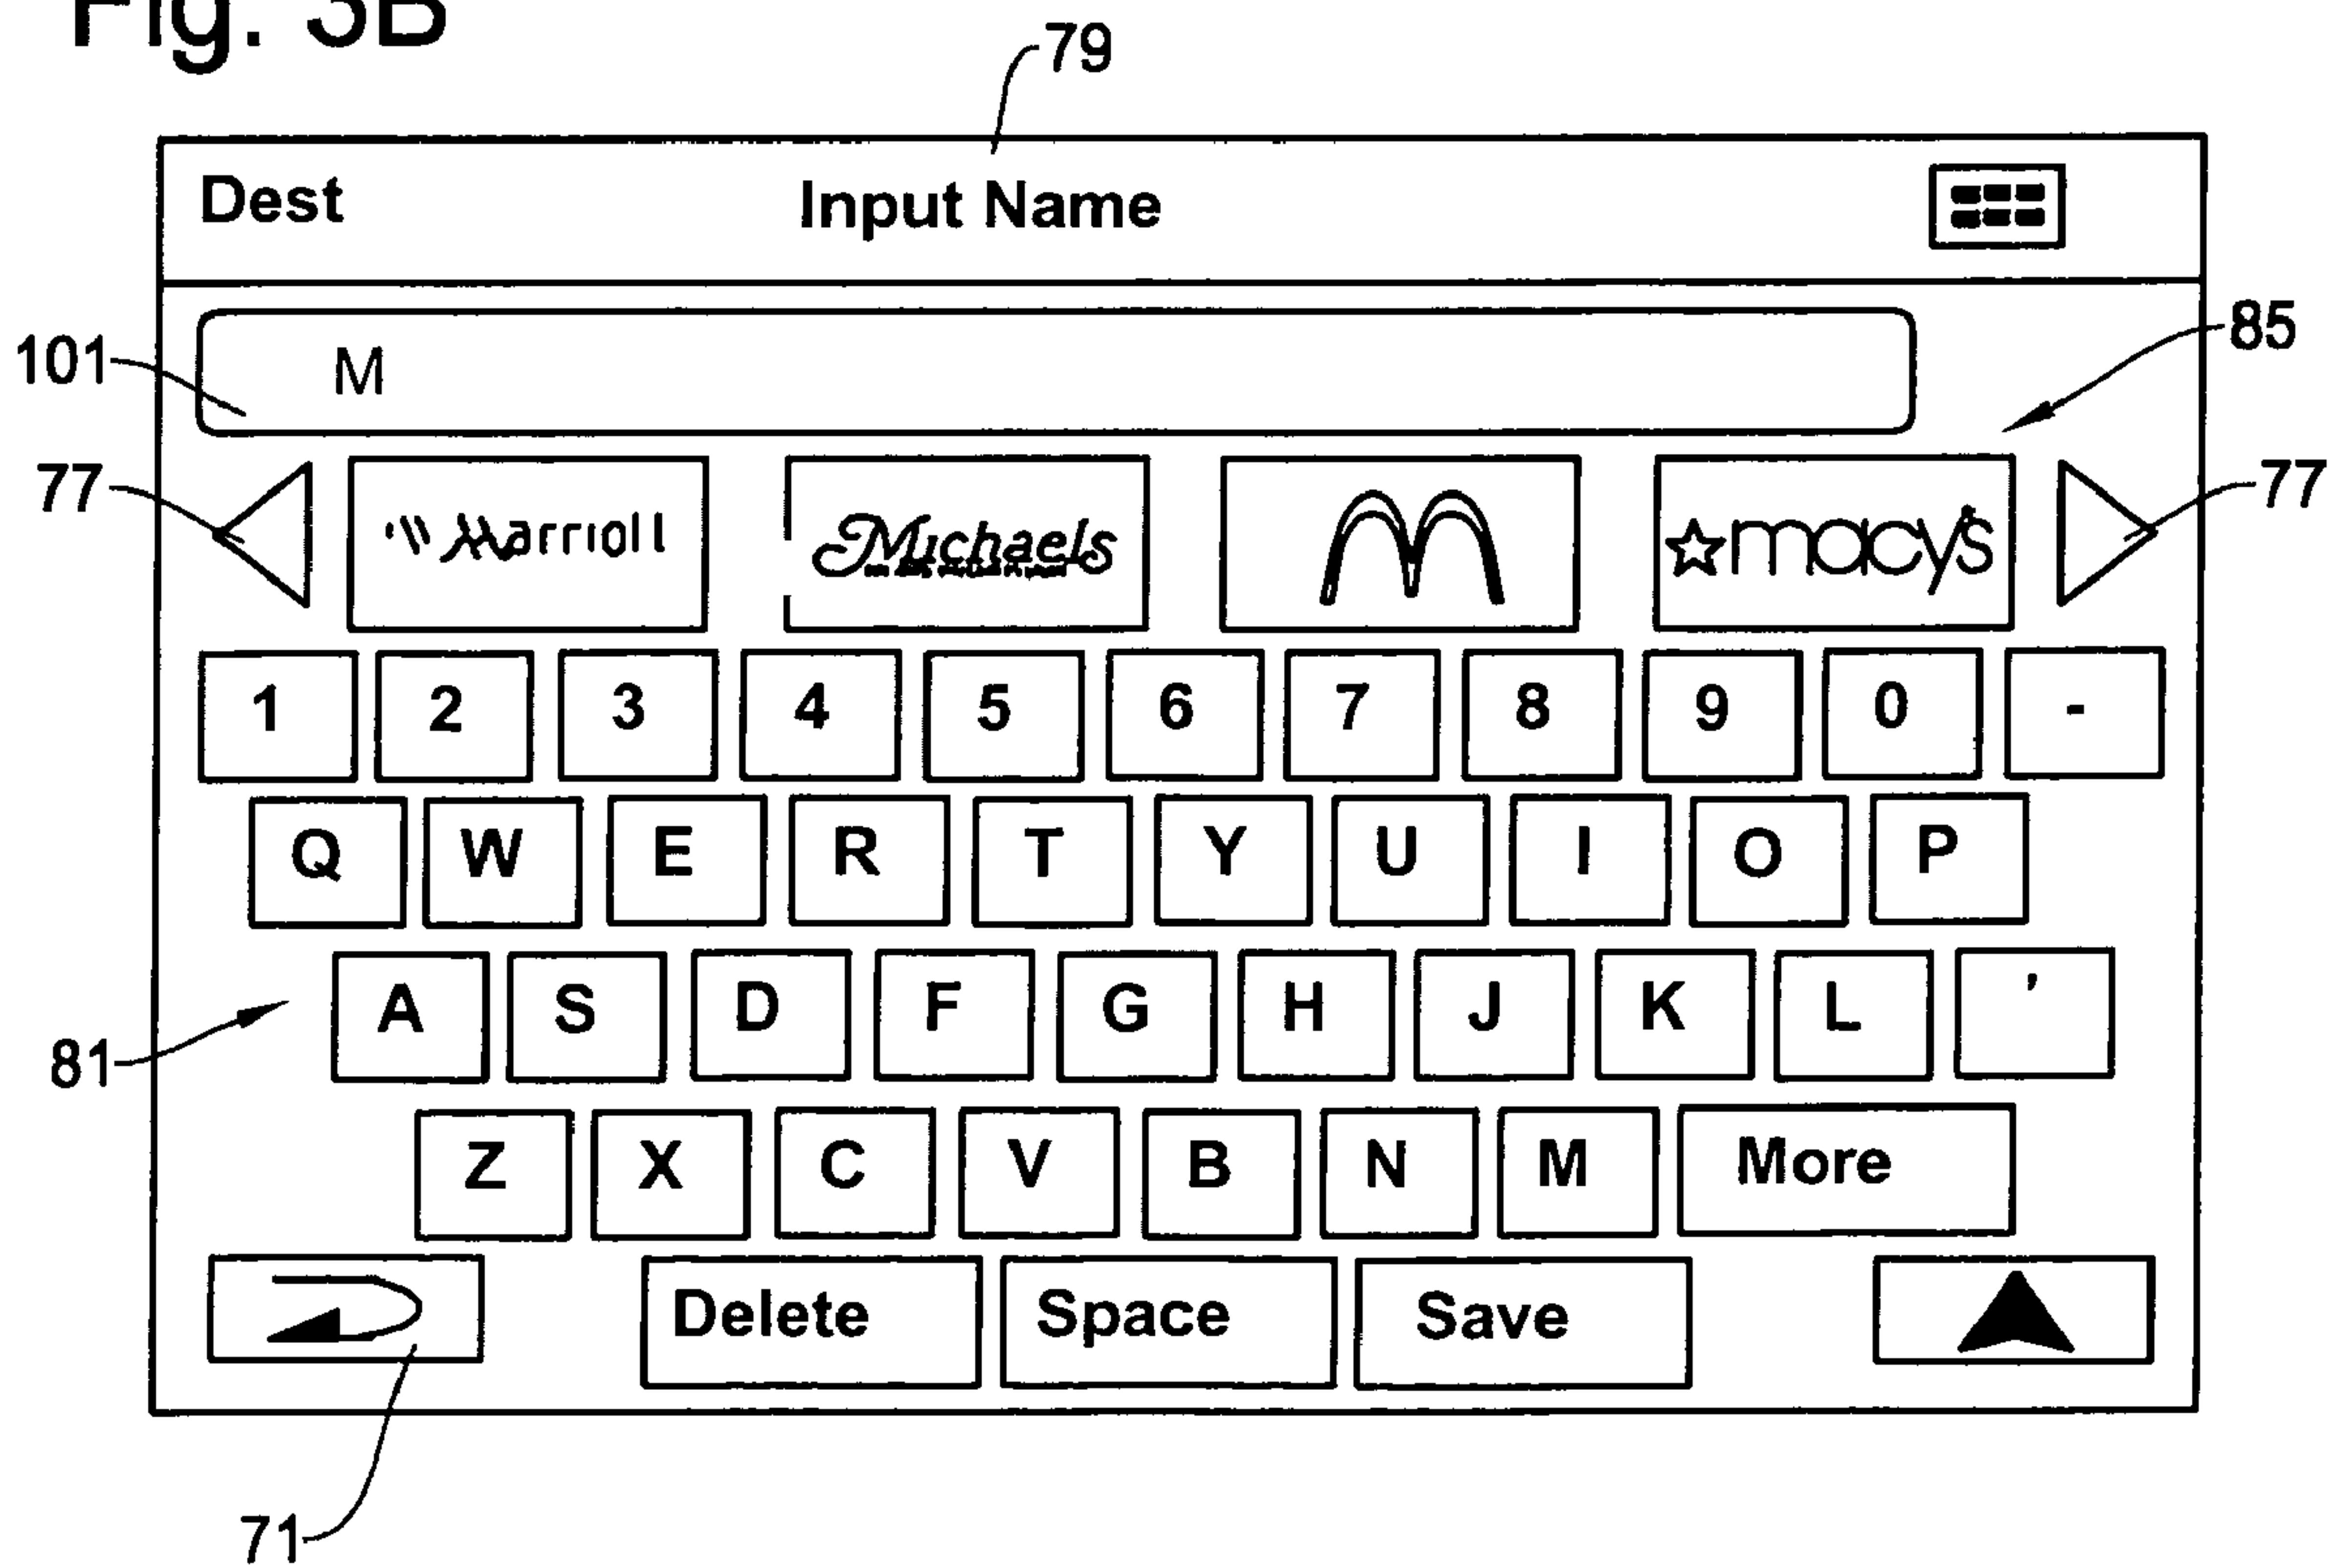 Fig. 3B
79
Dest Input Name
101 M 85
77 Marriott Michaels macy's 77
1 2 3 4 5 6 7 8 9 0 -
Q W E R T Y U I O P
A S D F G H J K L '
81
Z X C V B N M More
Delete Space Save
71